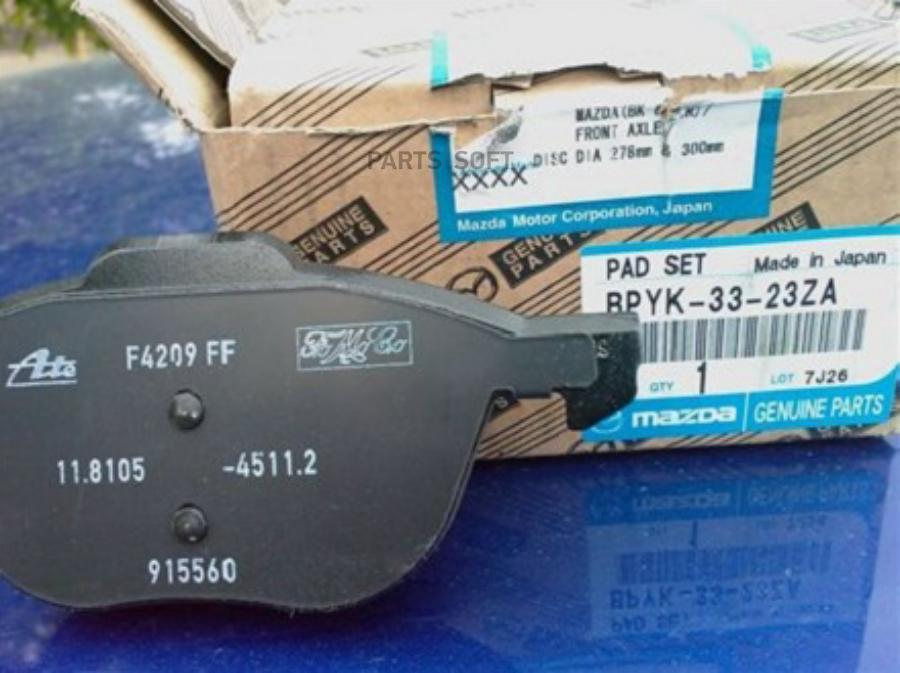 FRONT AXLE
DISC DIA 278mm & 300mm
XXXX
Mazda Motor Corporation, Japan
PARTS SOFT
GENUINE PARTS
GENUINE PARTS
PAD SET Made in Japan
BPYK-33-23ZA
QTY 1 LOT 7J26
mazda GENUINE PARTS
Ate
F4209 FF
11.8105 -4511.2
915560